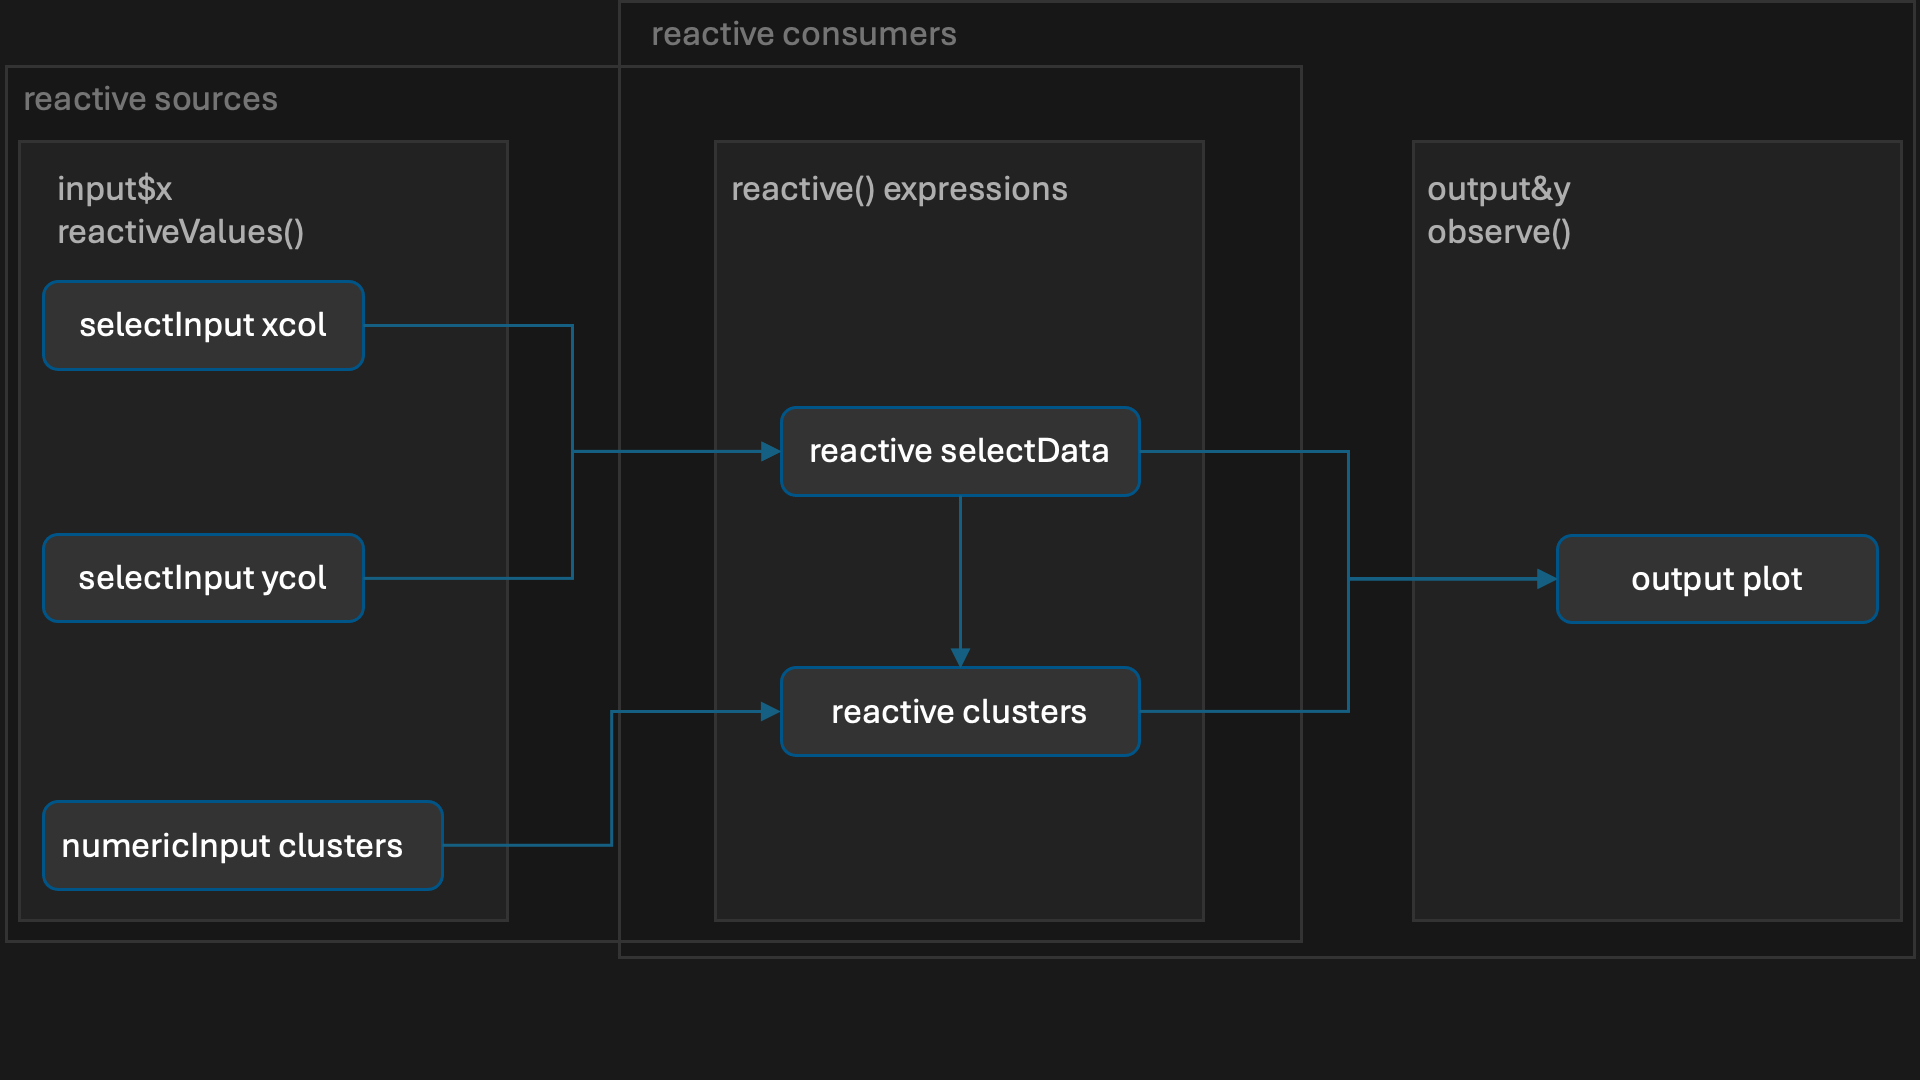 reactive consumers
reactive sources
input$x
reactiveValues()
selectInput xcol
selectInput ycol
numericInput clusters
reactive() expressions
reactive selectData
reactive clusters
output&y
observe()
output plot